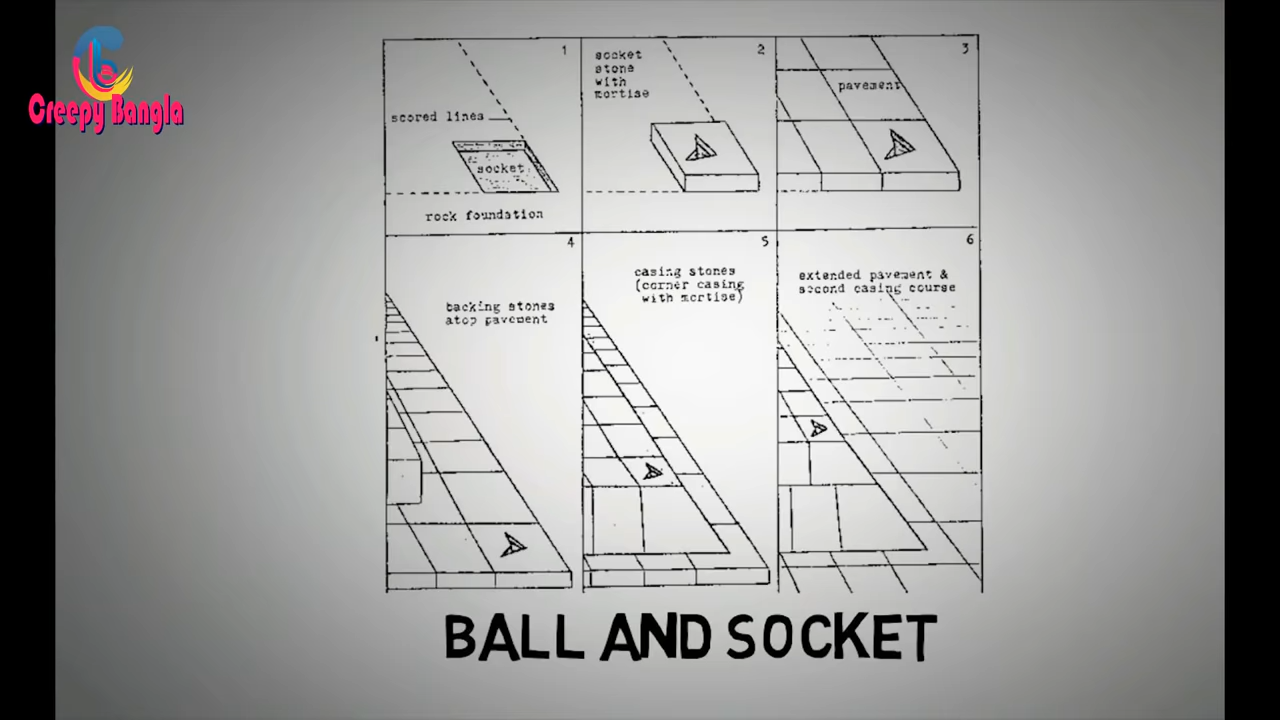 Creepy Bangla
1
scored lines
socket
rock foundation
2
socket
stone
with
mortise
3
pavement
4
backing stones
atop pavement
5
casing stones
(corner casing
with mortise)
6
extended pavement &
second casing course
BALL AND SOCKET